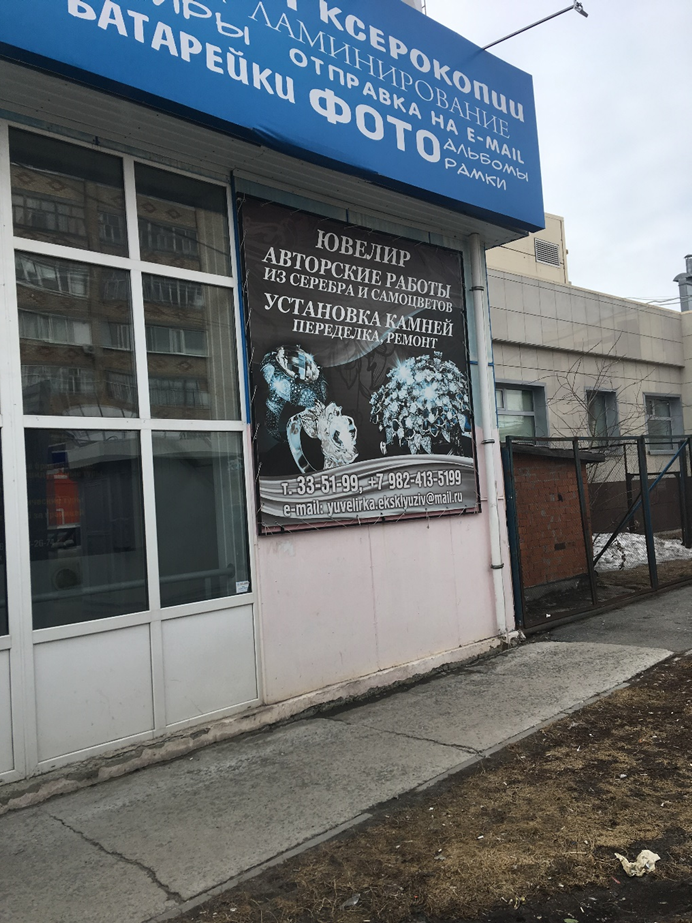 КСЕРОКОПИИ
ЛАМИНИРОВАНИЕ
БАТАРЕЙКИ ОТПРАВКА НА E-MAIL
ФОТО АЛЬБОМЫ
РАМКИ
ЮВЕЛИР
АВТОРСКИЕ РАБОТЫ
ИЗ СЕРЕБРА И САМОЦВЕТОВ
УСТАНОВКА КАМНЕЙ
ПЕРЕДЕЛКА, РЕМОНТ
т. 33-51-99, +7 982-413-5199
e-mail: yuvelirka.eksklyuziv@mail.ru